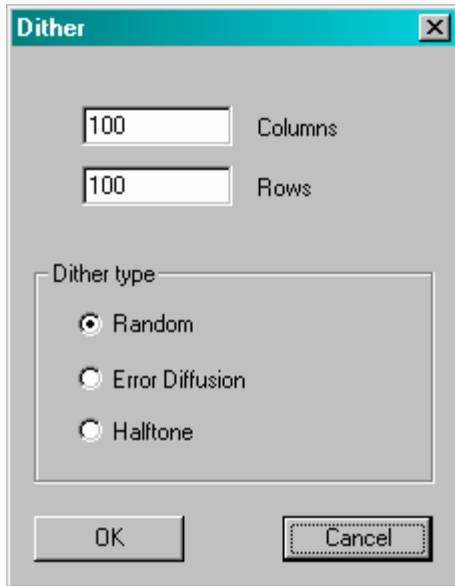 Dither
100 Columns
100 Rows
Dither type
Random
Error Diffusion
Halftone
OK Cancel